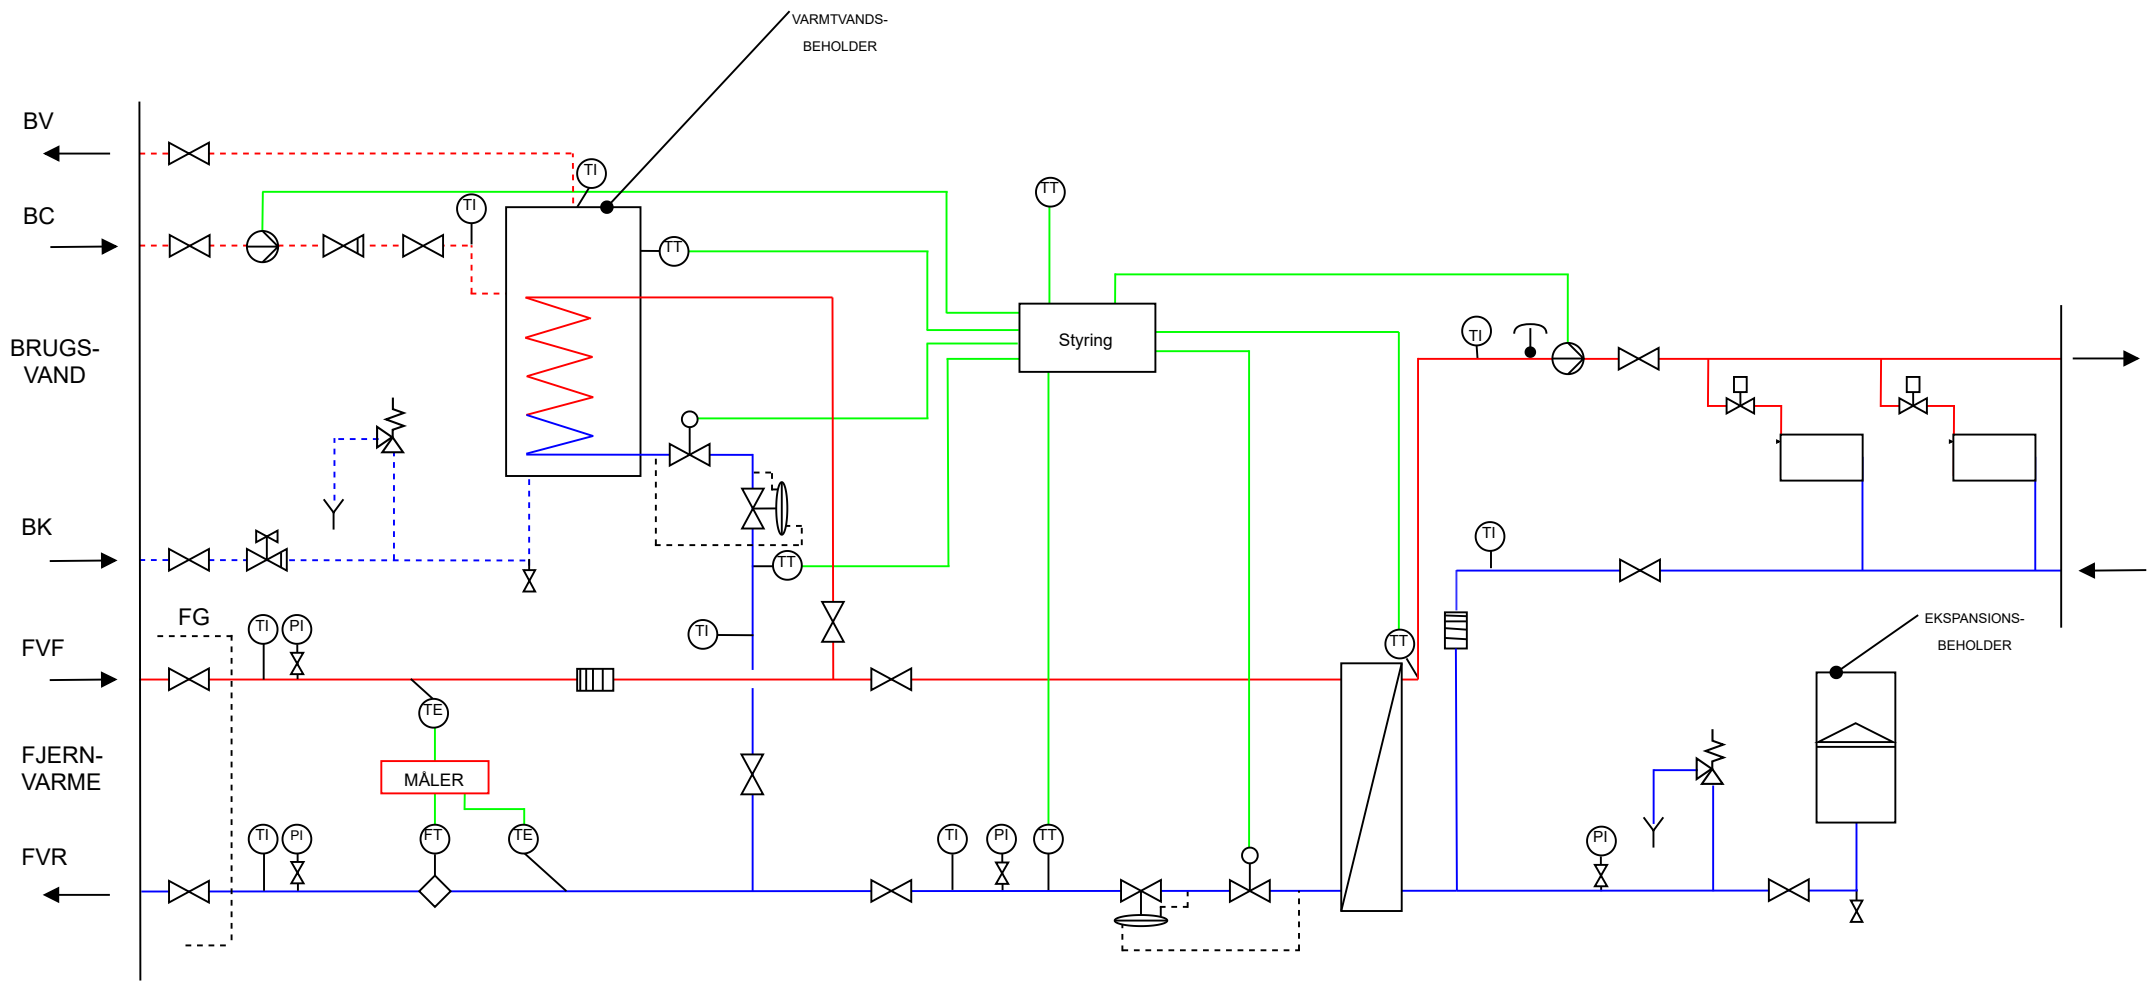 VARMTVANDS-
BEHOLDER
BV
TI
TT
TI
BC
TT
Styring
TI
BRUGS-
VAND
BK
TI
TT
FG
TI
PI
TI
EKSPANSIONS-
BEHOLDER
FVF
TT
TE
FJERN-
VARME
MÅLER
TI
PI
FT
TE
TI
PI
TT
PI
FVR